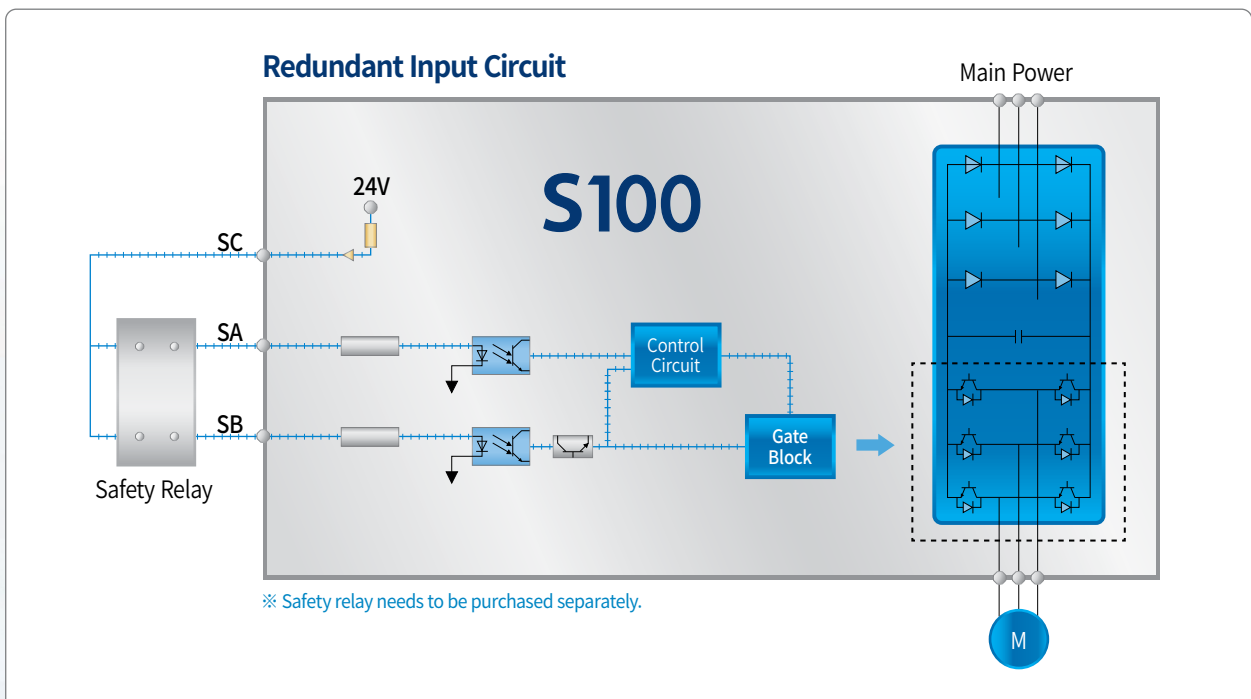 Redundant Input Circuit
Main Power
S100
24V
SC
SA
Control
Circuit
SB
Gate
Block
Safety Relay
※ Safety relay needs to be purchased separately.
M